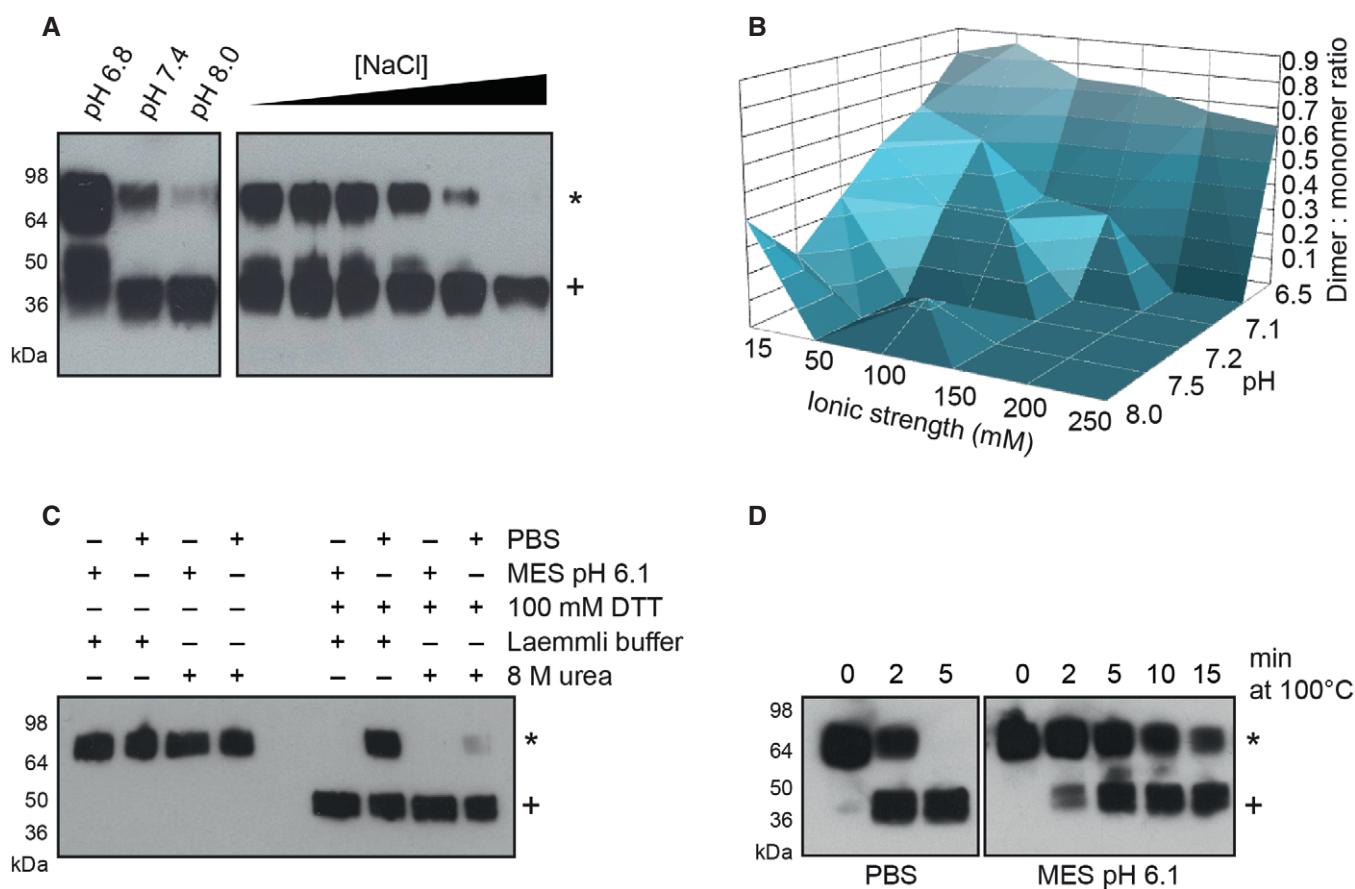 A
pH 6.8
pH 7.4
pH 8.0
[NaCl]
98
64
50
36
kDa
*
+
B
0.9
0.8
0.7
0.6
0.5
0.4
0.3
0.2
0.1
Dimer : monomer ratio
6.5
7.1
7.2
7.5
8.0
pH
15
50
100
150
200
250
Ionic strength (mM)
C
– + – + – + – + PBS
+ – + – + – + – MES pH 6.1
– – – – + + + + 100 mM DTT
+ + – – + + – – Laemmli buffer
– – + + – – + + 8 M urea
98
64
50
36
kDa
*
+
D
0 2 5 0 2 5 10 15 min
at 100°C
98
64
50
36
kDa
*
+
PBS MES pH 6.1